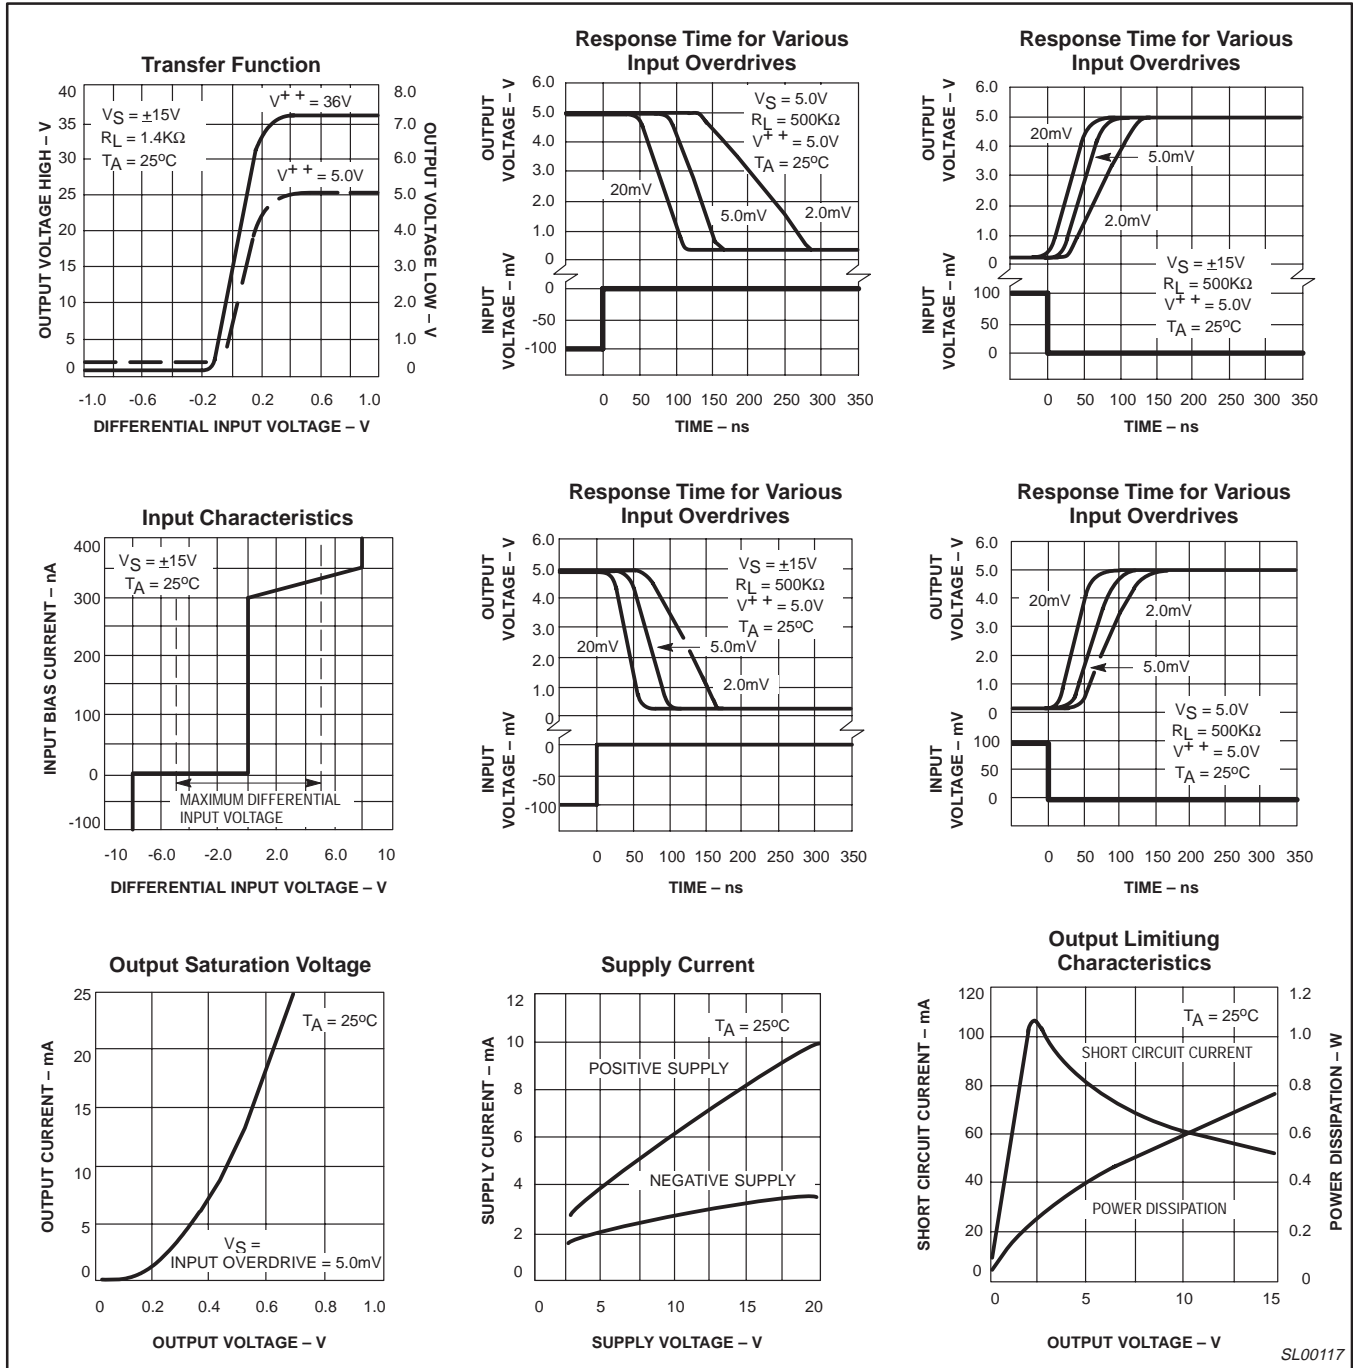 Transfer Function
OUTPUT VOLTAGE HIGH – V
40
35
30
25
20
15
10
5
0
VS = ±15V
RL = 1.4KΩ
TA = 25ºC
V++ = 36V
V++ = 5.0V
8.0
7.0
6.0
5.0
4.0
3.0
2.0
1.0
0
OUTPUT VOLTAGE LOW – V
-1.0 -0.6 -0.2 0.2 0.6 1.0
DIFFERENTIAL INPUT VOLTAGE – V
Response Time for Various
Input Overdrives
OUTPUT
VOLTAGE – V
6.0
5.0
4.0
3.0
2.0
1.0
0
VS = 5.0V
RL = 500KΩ
V++ = 5.0V
TA = 25ºC
20mV
5.0mV
2.0mV
INPUT
VOLTAGE – mV
0
-50
-100
0 50 100 150 200 250 300 350
TIME – ns
Response Time for Various
Input Overdrives
OUTPUT
VOLTAGE – V
6.0
5.0
4.0
3.0
2.0
1.0
0
20mV
5.0mV
2.0mV
INPUT
VOLTAGE – mV
100
50
0
VS = ±15V
RL = 500KΩ
V++ = 5.0V
TA = 25ºC
0 50 100 150 200 250 300 350
TIME – ns
Input Characteristics
INPUT BIAS CURRENT – nA
400
300
200
100
0
-100
VS = ±15V
TA = 25ºC
MAXIMUM DIFFERENTIAL
INPUT VOLTAGE
-10 -6.0 -2.0 2.0 6.0 10
DIFFERENTIAL INPUT VOLTAGE – V
Response Time for Various
Input Overdrives
OUTPUT
VOLTAGE – V
6.0
5.0
4.0
3.0
2.0
1.0
0
VS = ±15V
RL = 500KΩ
V++ = 5.0V
TA = 25ºC
20mV
5.0mV
2.0mV
INPUT
VOLTAGE – mV
0
-50
-100
0 50 100 150 200 250 300 350
TIME – ns
Response Time for Various
Input Overdrives
OUTPUT
VOLTAGE – V
6.0
5.0
4.0
3.0
2.0
1.0
0
20mV
2.0mV
5.0mV
INPUT
VOLTAGE – mV
100
50
0
VS = 5.0V
RL = 500KΩ
V++ = 5.0V
TA = 25ºC
0 50 100 150 200 250 300 350
TIME – ns
Output Saturation Voltage
OUTPUT CURRENT – mA
25
20
15
10
5
0
TA = 25ºC
VS =
INPUT OVERDRIVE = 5.0mV
0 0.2 0.4 0.6 0.8 1.0
OUTPUT VOLTAGE – V
Supply Current
SUPPLY CURRENT – mA
12
10
8
6
4
2
0
TA = 25ºC
POSITIVE SUPPLY
NEGATIVE SUPPLY
0 5 10 15 20
SUPPLY VOLTAGE – V
Output Limitiung
Characteristics
SHORT CIRCUIT CURRENT – mA
120
100
80
60
40
20
0
TA = 25ºC
SHORT CIRCUIT CURRENT
POWER DISSIPATION
1.2
1.0
0.8
0.6
0.4
0.2
0
POWER DISSIPATION – W
0 5 10 15
OUTPUT VOLTAGE – V
SL00117